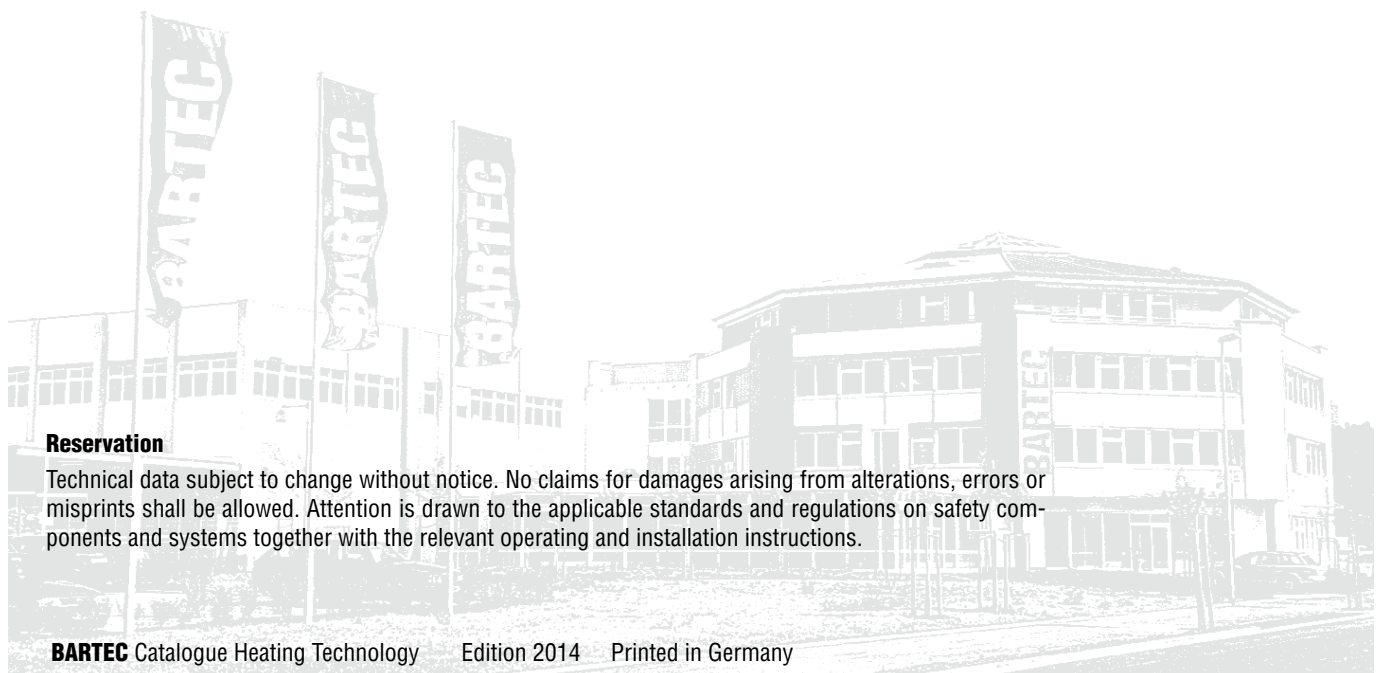 BARTEC
BARTEC
BARTEC
BARTEC
Reservation
Technical data subject to change without notice. No claims for damages arising from alterations, errors or
misprints shall be allowed. Attention is drawn to the applicable standards and regulations on safety com-
ponents and systems together with the relevant operating and installation instructions.
BARTEC Catalogue Heating Technology Edition 2014 Printed in Germany